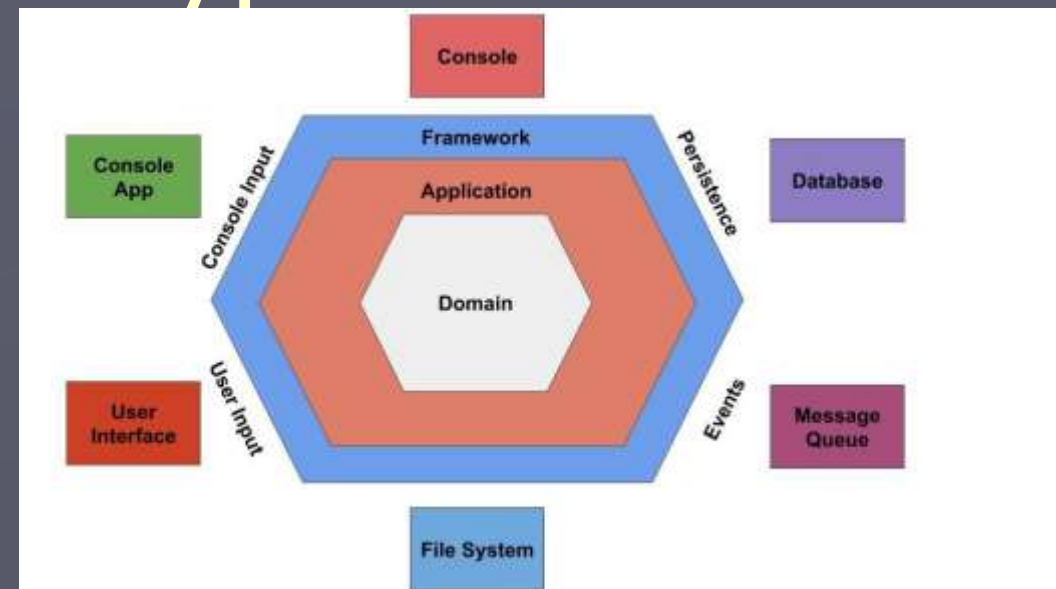 Console
Framework
Console
App
Console Input
Persistence
Database
Application
Domain
User
Interface
User Input
Events
Message
Queue
File System